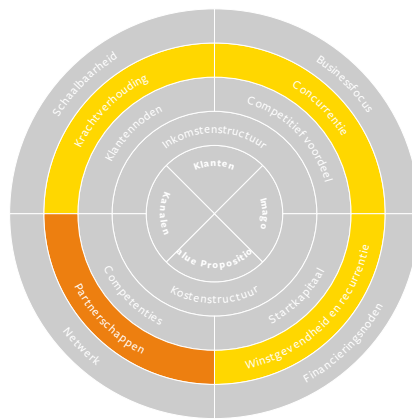 Schaalbaarheid
Businessfocus
Krachtverhouding
Concurrentie
Klantennoden
Competitief voordeel
Inkomstenstructuur
Klanten
Kanalen
Imago
alue Propositio
Kostenstructuur
Competenties
Startkapitaal
Partnerschappen
Winstgevendheid en recurrentie
Netwerk
Financieringsnoden